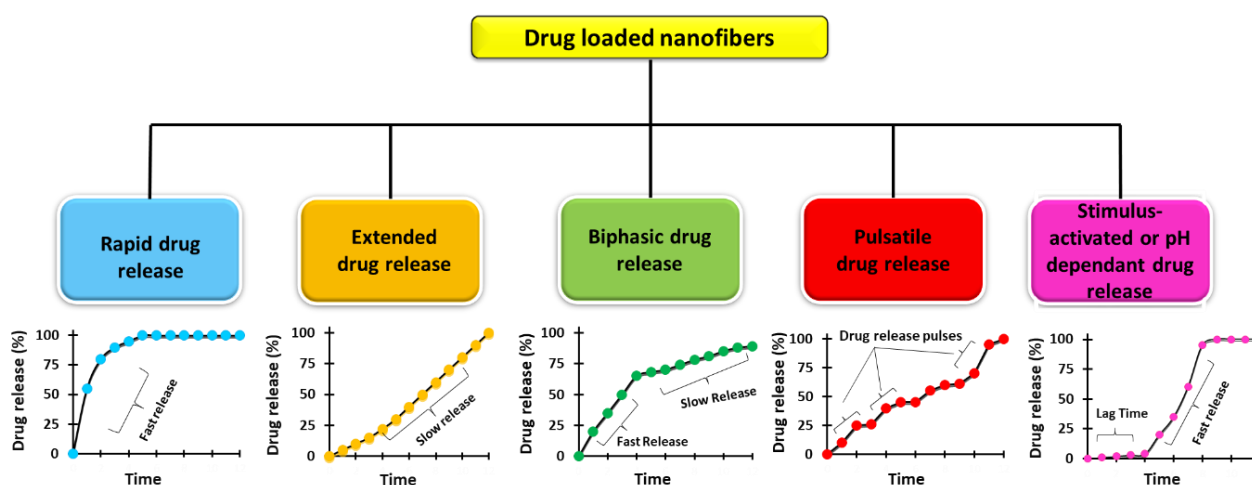 Drug loaded nanofibers
Rapid drug
release
Extended
drug release
Biphasic drug
release
Pulsatile
drug release
Stimulus-
activated or pH
dependant drug
release
Drug release (%)
100
75
50
25
0
Fast release
Time
Drug release (%)
100
75
50
25
0
Slow release
Time
Drug release (%)
100
75
50
25
0
Fast Release
Slow Release
Time
Drug release (%)
100
75
50
25
0
Drug release pulses
Time
Drug release (%)
100
75
50
25
0
Lag Time
Fast release
Time